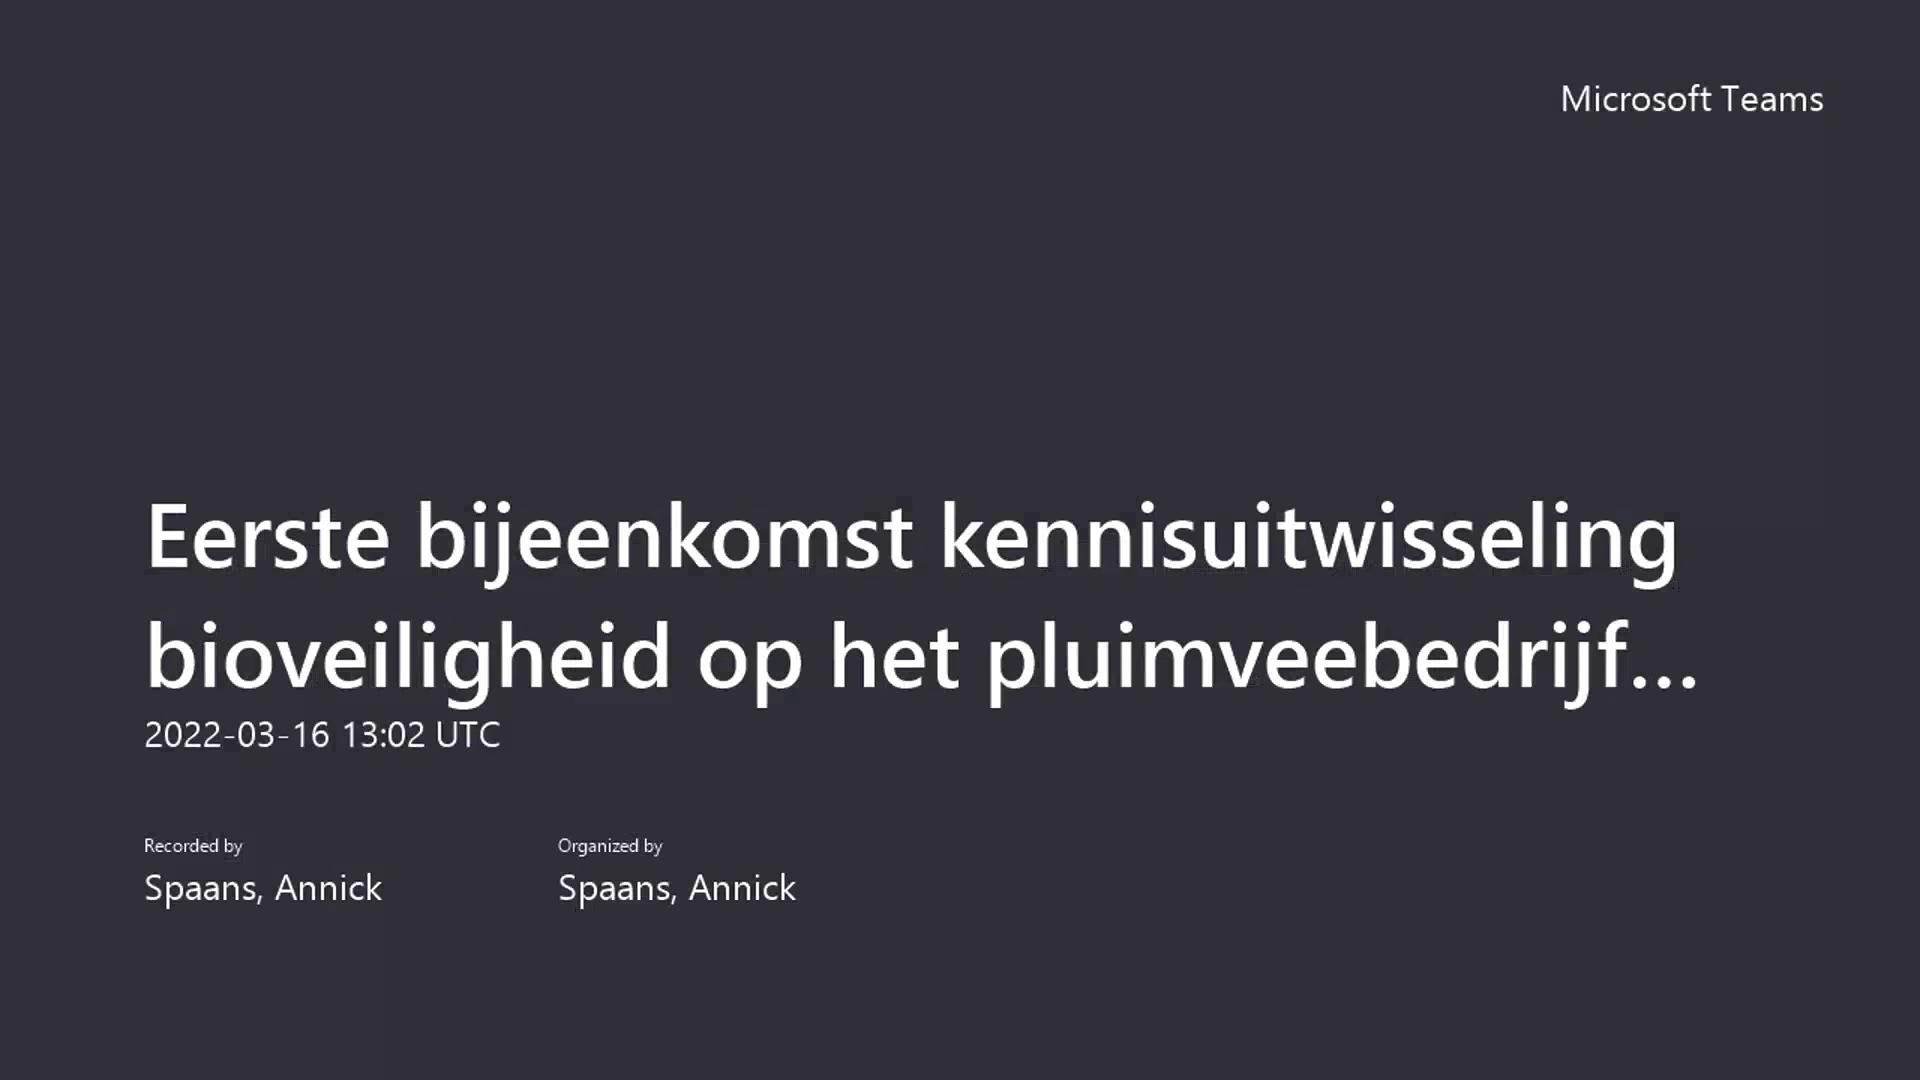 Microsoft Teams
Eerste bijeenkomst kennisuitwisseling
bioveiligheid op het pluimveebedrijf...
2022-03-16 13:02 UTC
Recorded by
Spaans, Annick
Organized by
Spaans, Annick